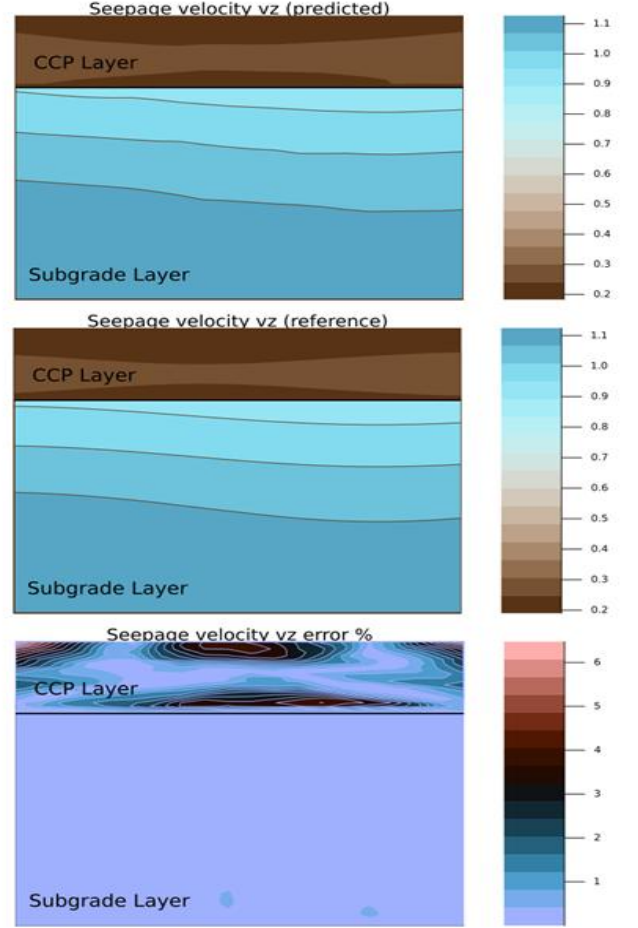 Seepage velocity vz (predicted)
CCP Layer
Subgrade Layer
1.1
1.0
0.9
0.8
0.7
0.6
0.5
0.4
0.3
0.2
Seepage velocity vz (reference)
CCP Layer
Subgrade Layer
1.1
1.0
0.9
0.8
0.7
0.6
0.5
0.4
0.3
0.2
Seepage velocity vz error %
CCP Layer
Subgrade Layer
6
5
4
3
2
1